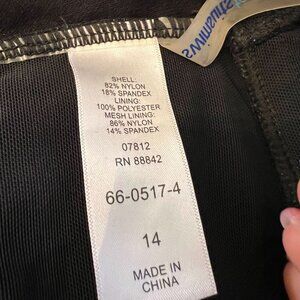 SHELL:
82% NYLON
18% SPANDEX
LINING:
100% POLYESTER
MESH LINING:
86% NYLON
14% SPANDEX
07812
RN 88842
66-0517-4
14
MADE IN
CHINA